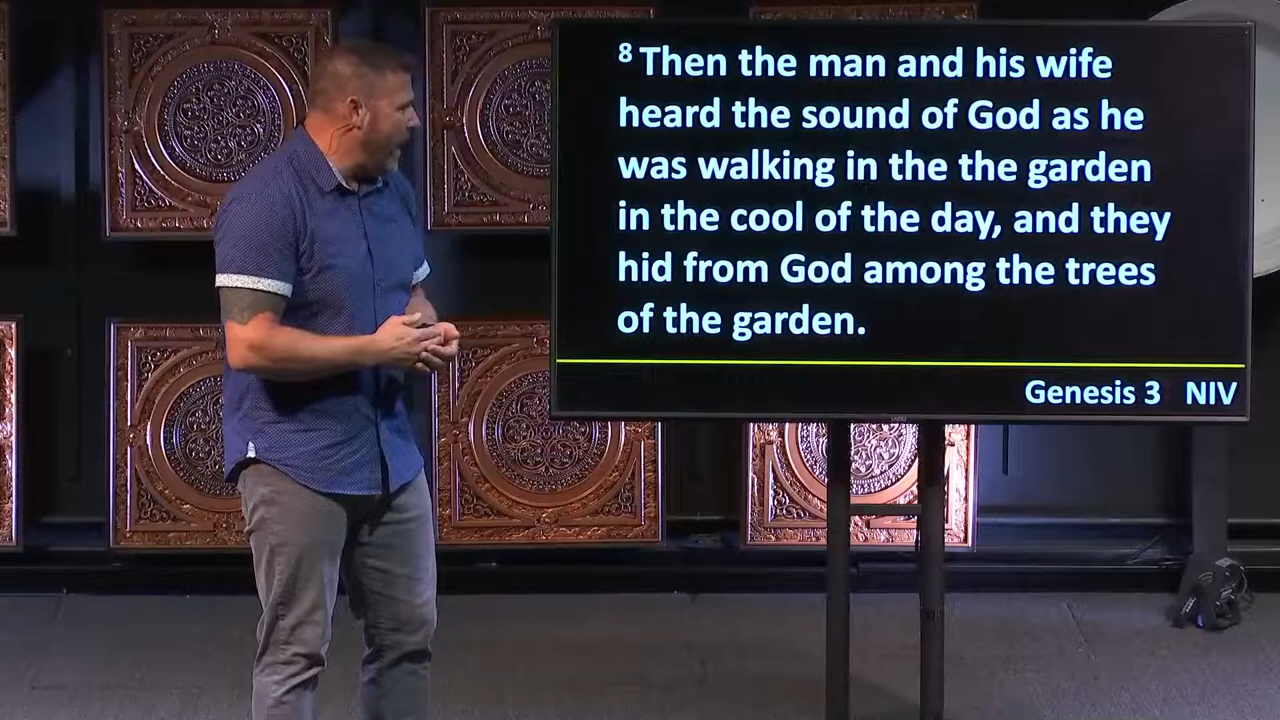 8 Then the man and his wife
heard the sound of God as he
was walking in the the garden
in the cool of the day, and they
hid from God among the trees
of the garden.
Genesis 3 NIV